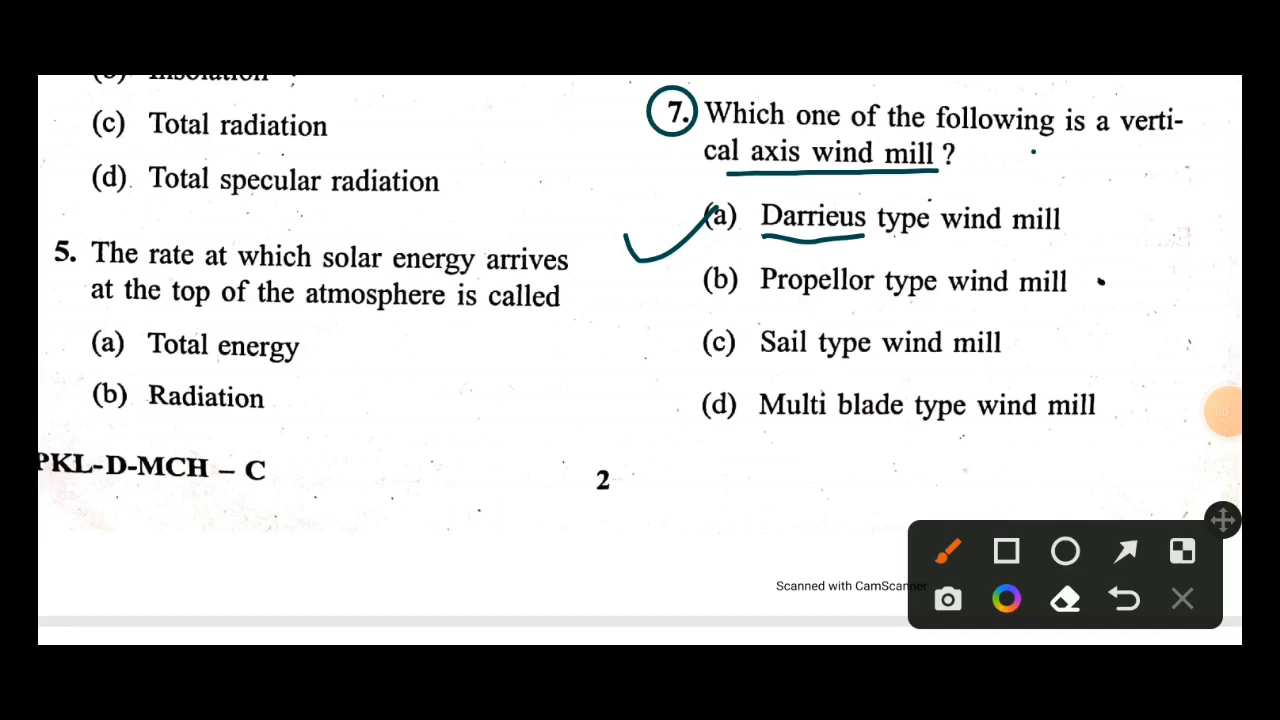 (b) Insolation
(c) Total radiation
(d) Total specular radiation
5. The rate at which solar energy arrives
at the top of the atmosphere is called
(a) Total energy
(b) Radiation
PKL-D-MCH – C
2
7. Which one of the following is a verti-
cal axis wind mill ?
(a) Darrieus type wind mill
(b) Propellor type wind mill
(c) Sail type wind mill
(d) Multi blade type wind mill
Scanned with CamScanner